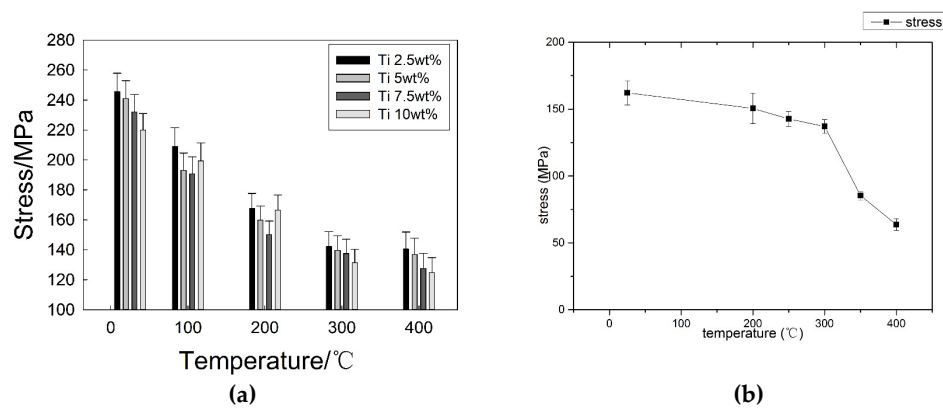 280
260
240
220
200
180
160
140
120
100
Stress/MPa
Ti 2.5wt%
Ti 5wt%
Ti 7.5wt%
Ti 10wt%
0 100 200 300 400
Temperature/℃
(a)
stress
200
150
100
50
0
stress (MPa)
0 100 200 300 400
temperature (℃)
(b)